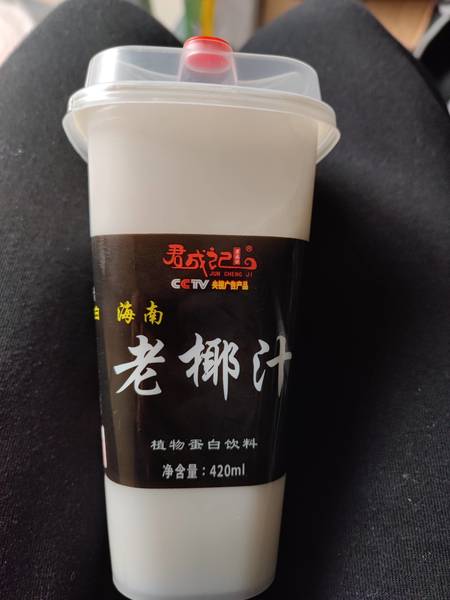 君成记®
JUN CHENG JI
CCTV 央视广告产品
海南
老椰汁
植物蛋白饮料
净含量：420ml